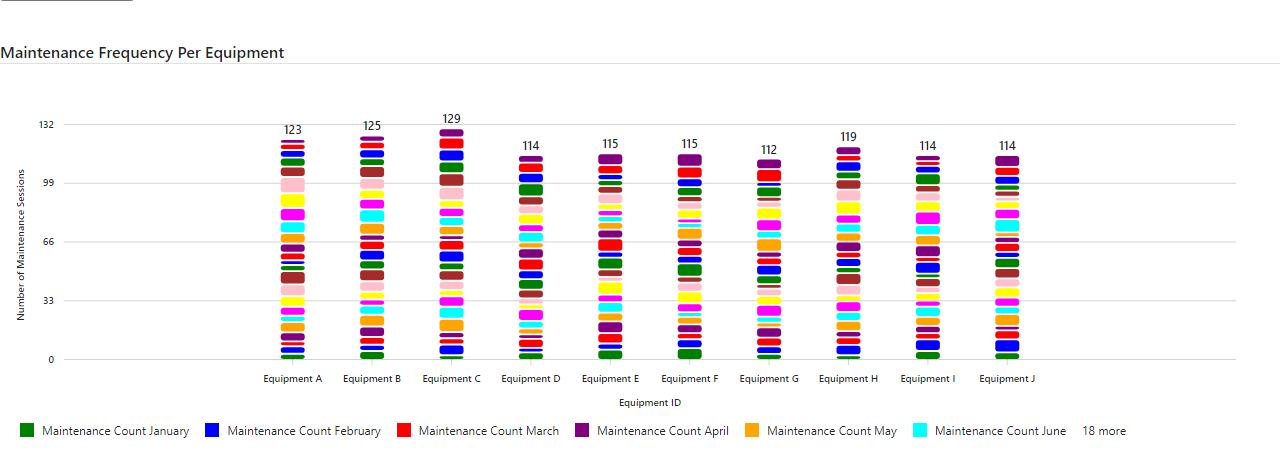 Maintenance Frequency Per Equipment
Number of Maintenance Sessions
132
99
66
33
0
123
125
129
114
115
115
112
119
114
114
Equipment A
Equipment B
Equipment C
Equipment D
Equipment E
Equipment F
Equipment G
Equipment H
Equipment I
Equipment J
Equipment ID
Maintenance Count January
Maintenance Count February
Maintenance Count March
Maintenance Count April
Maintenance Count May
Maintenance Count June
18 more